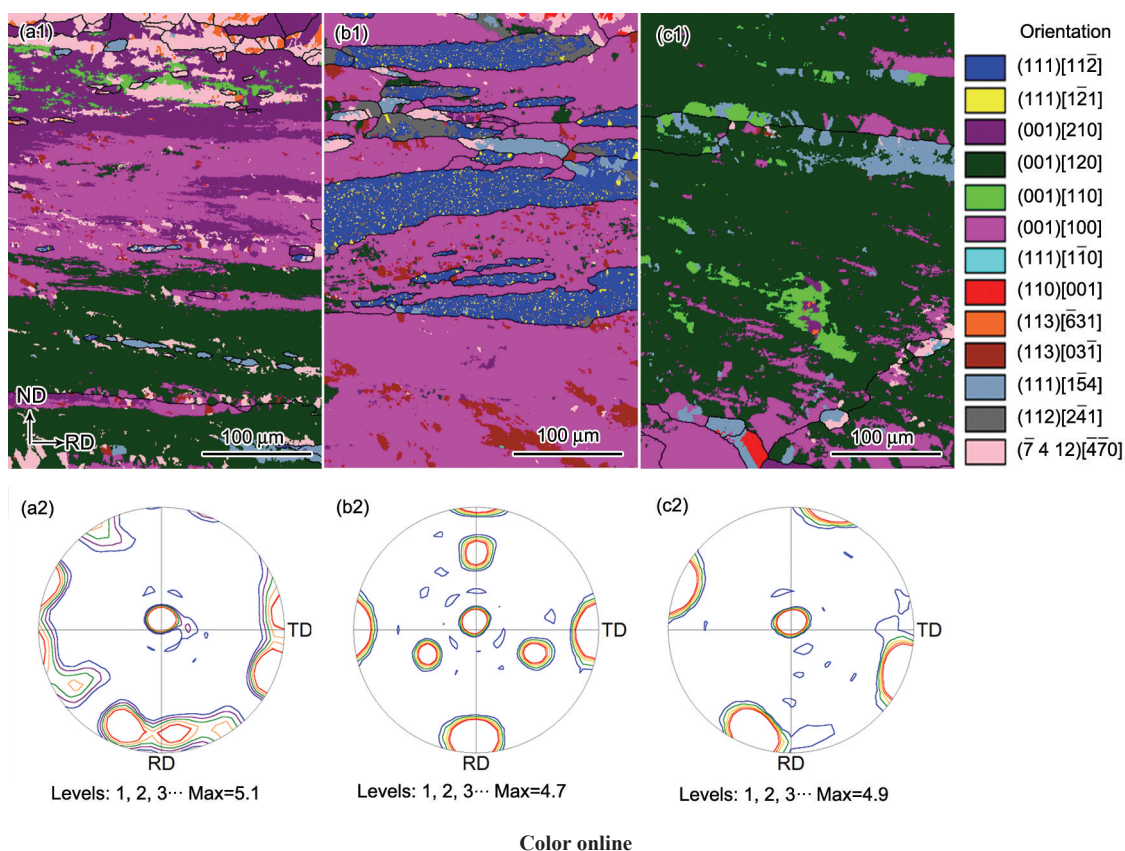 (a1)
(b1)
(c1)
ND
RD
100 μm
100 μm
100 μm
Orientation
(111)[112̅]
(111)[12̅1]
(001)[210]
(001)[1̅20]
(001)[110]
(001)[100]
(111)[11̅0]
(110)[001]
(113)[6̅31]
(113)[031̅]
(111)[15̅4]
(112)[24̅1]
(7̅ 4 12)[4̅7̅0]
(a2)
(b2)
(c2)
TD
TD
TD
RD
RD
RD
Levels: 1, 2, 3··· Max=5.1
Levels: 1, 2, 3··· Max=4.7
Levels: 1, 2, 3··· Max=4.9
Color online